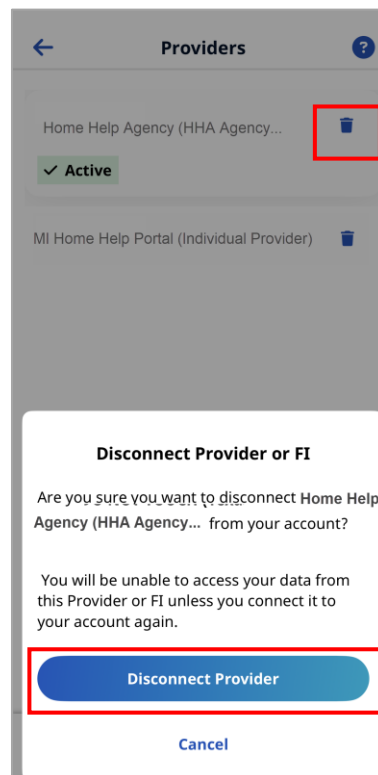 Providers
?
Home Help Agency (HHA Agency...
✓ Active
MI Home Help Portal (Individual Provider)
Disconnect Provider or FI
Are you sure you want to disconnect Home Help
Agency (HHA Agency... from your account?
You will be unable to access your data from
this Provider or FI unless you connect it to
your account again.
Disconnect Provider
Cancel